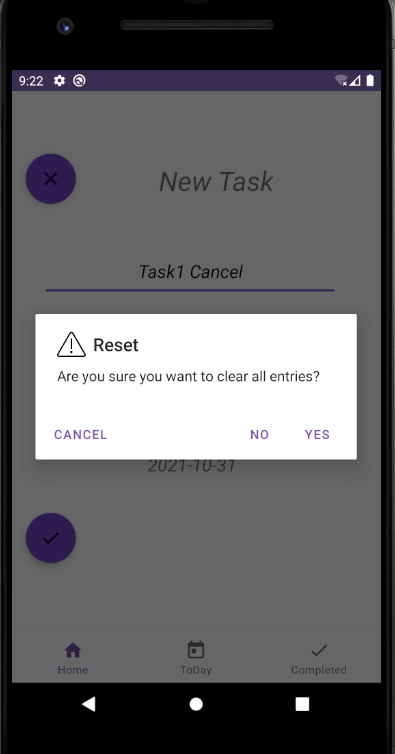 9:22
New Task
Task1 Cancel
Reset
Are you sure you want to clear all entries?
CANCEL NO YES
2021-10-31
Home ToDay Completed